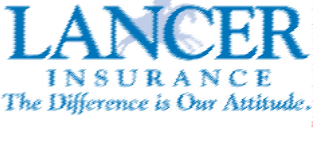 LANCER
INSURANCE
The Difference is Our Attitude.